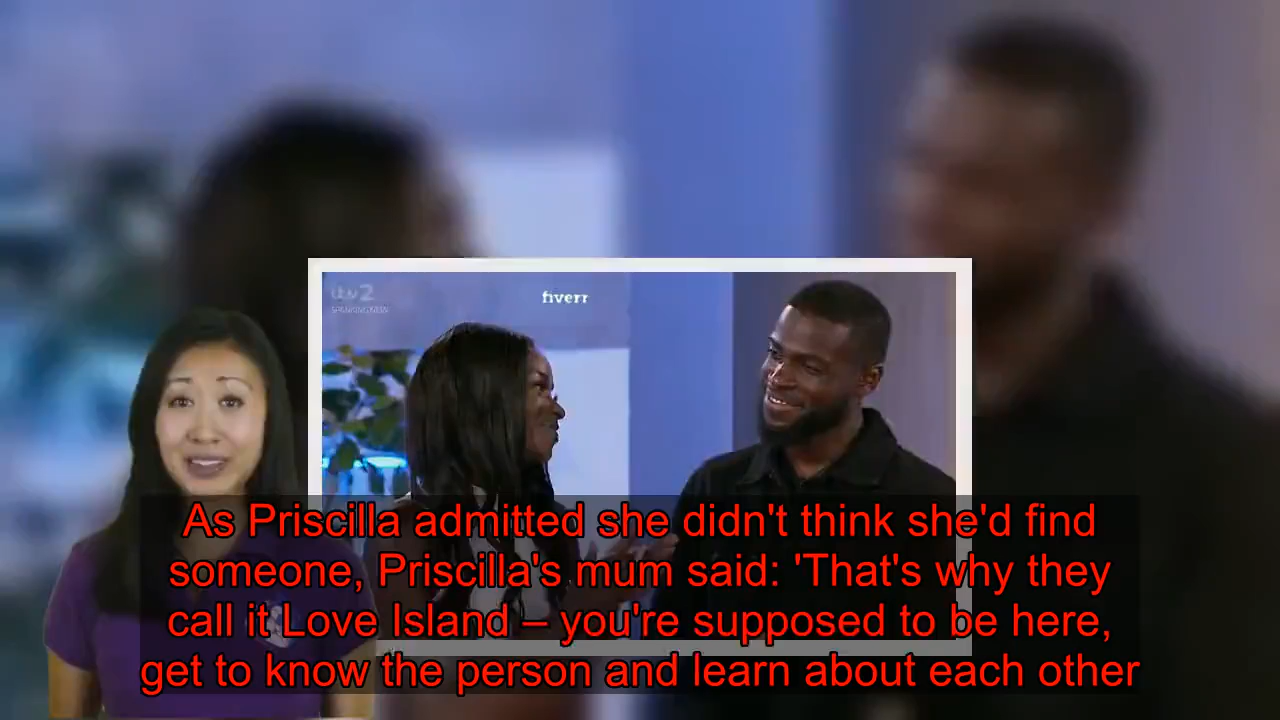 itv2
fiverr
As Priscilla admitted she didn't think she'd find
someone, Priscilla's mum said: 'That's why they
call it Love Island – you're supposed to be here,
get to know the person and learn about each other